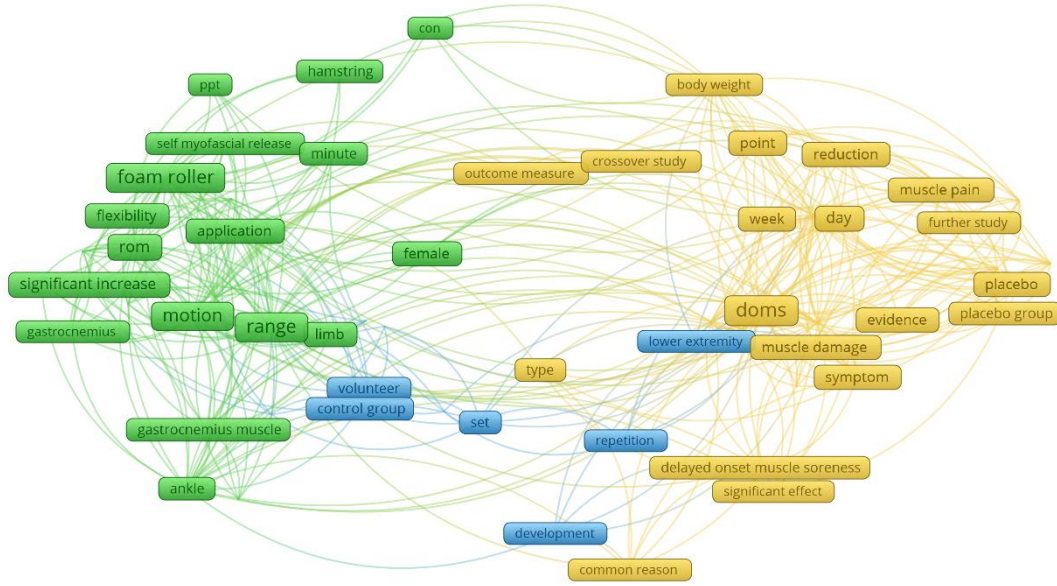 con
hamstring
ppt
body weight
self myofascial release
minute
point
reduction
crossover study
outcome measure
foam roller
muscle pain
flexibility
application
week
day
further study
rom
female
significant increase
placebo
motion
range
limb
doms
evidence
placebo group
gastrocnemius
lower extremity
muscle damage
type
symptom
volunteer
control group
set
gastrocnemius muscle
repetition
delayed onset muscle soreness
ankle
significant effect
development
common reason